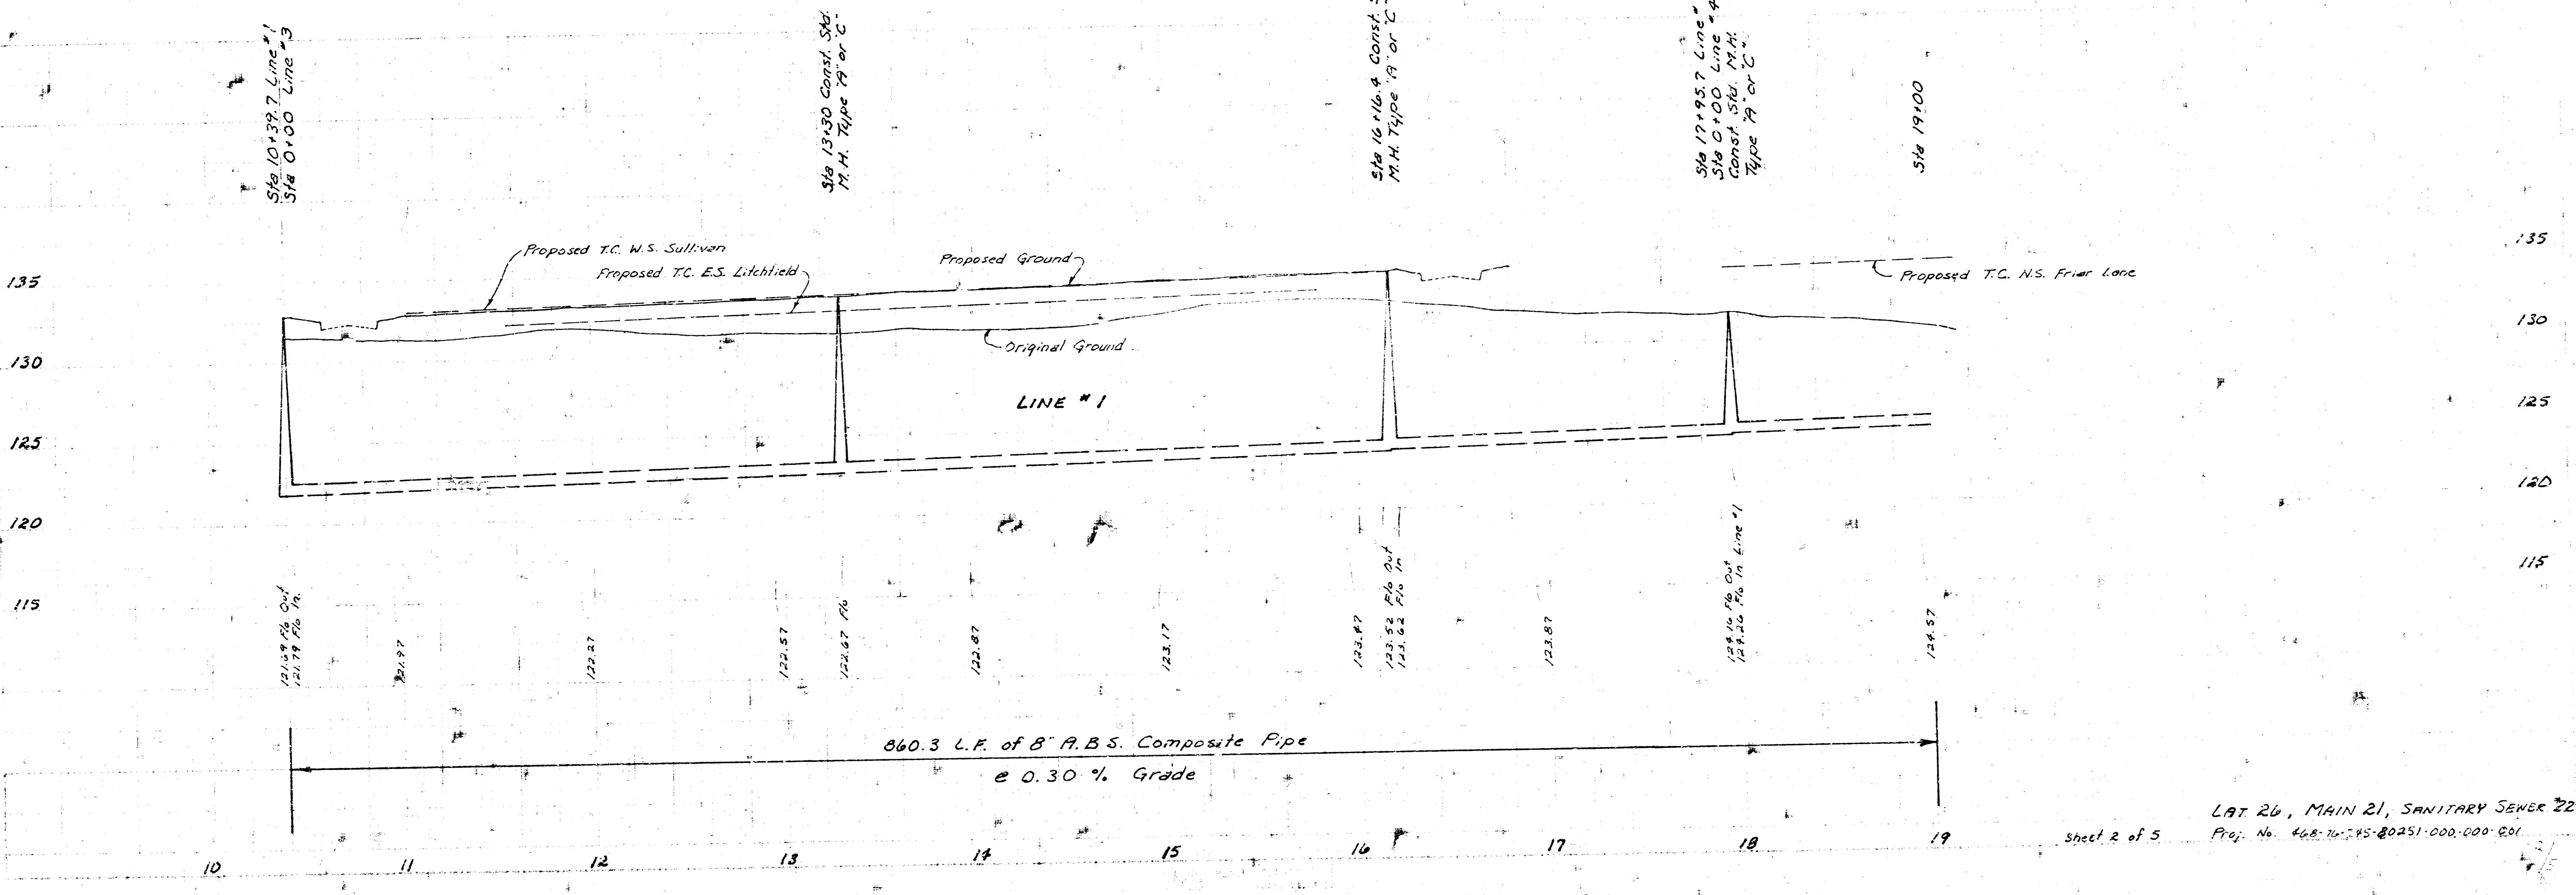 Sta 10+39.7 Line #1
Sta 0+00 Line #3
Sta 13+30 Const. Std.
M.H. Type "A" or "C"
Sta 16+16.4 Const.
M.H. Type "A" or "C"
Sta 17+95.7 Line #
Sta 0+00 Line #4
Const. Std. M.H.
Type "A" or "C"
Sta 19+00
Proposed T.C. W.S. Sullivan
Proposed T.C. E.S. Litchfield
Proposed Ground
Proposed T.C. N.S. Friar Lane
Original Ground
LINE #1
135
130
125
120
115
135
130
125
120
115
121.69 Flo Out
121.79 Flo In
121.97
122.27
122.57
122.67 Flo
122.87
123.17
123.47
123.52 Flo Out
123.62 Flo In
123.87
124.16 Flo Out
124.26 Flo In Line #1
124.57
860.3 L.F. of 8" A.B.S. Composite Pipe
@ 0.30 % Grade
10 11 12 13 14 15 16 17 18 19
Sheet 2 of 5
LAT. 26, MAIN 21, SANITARY SEWER #22
Proj. No.